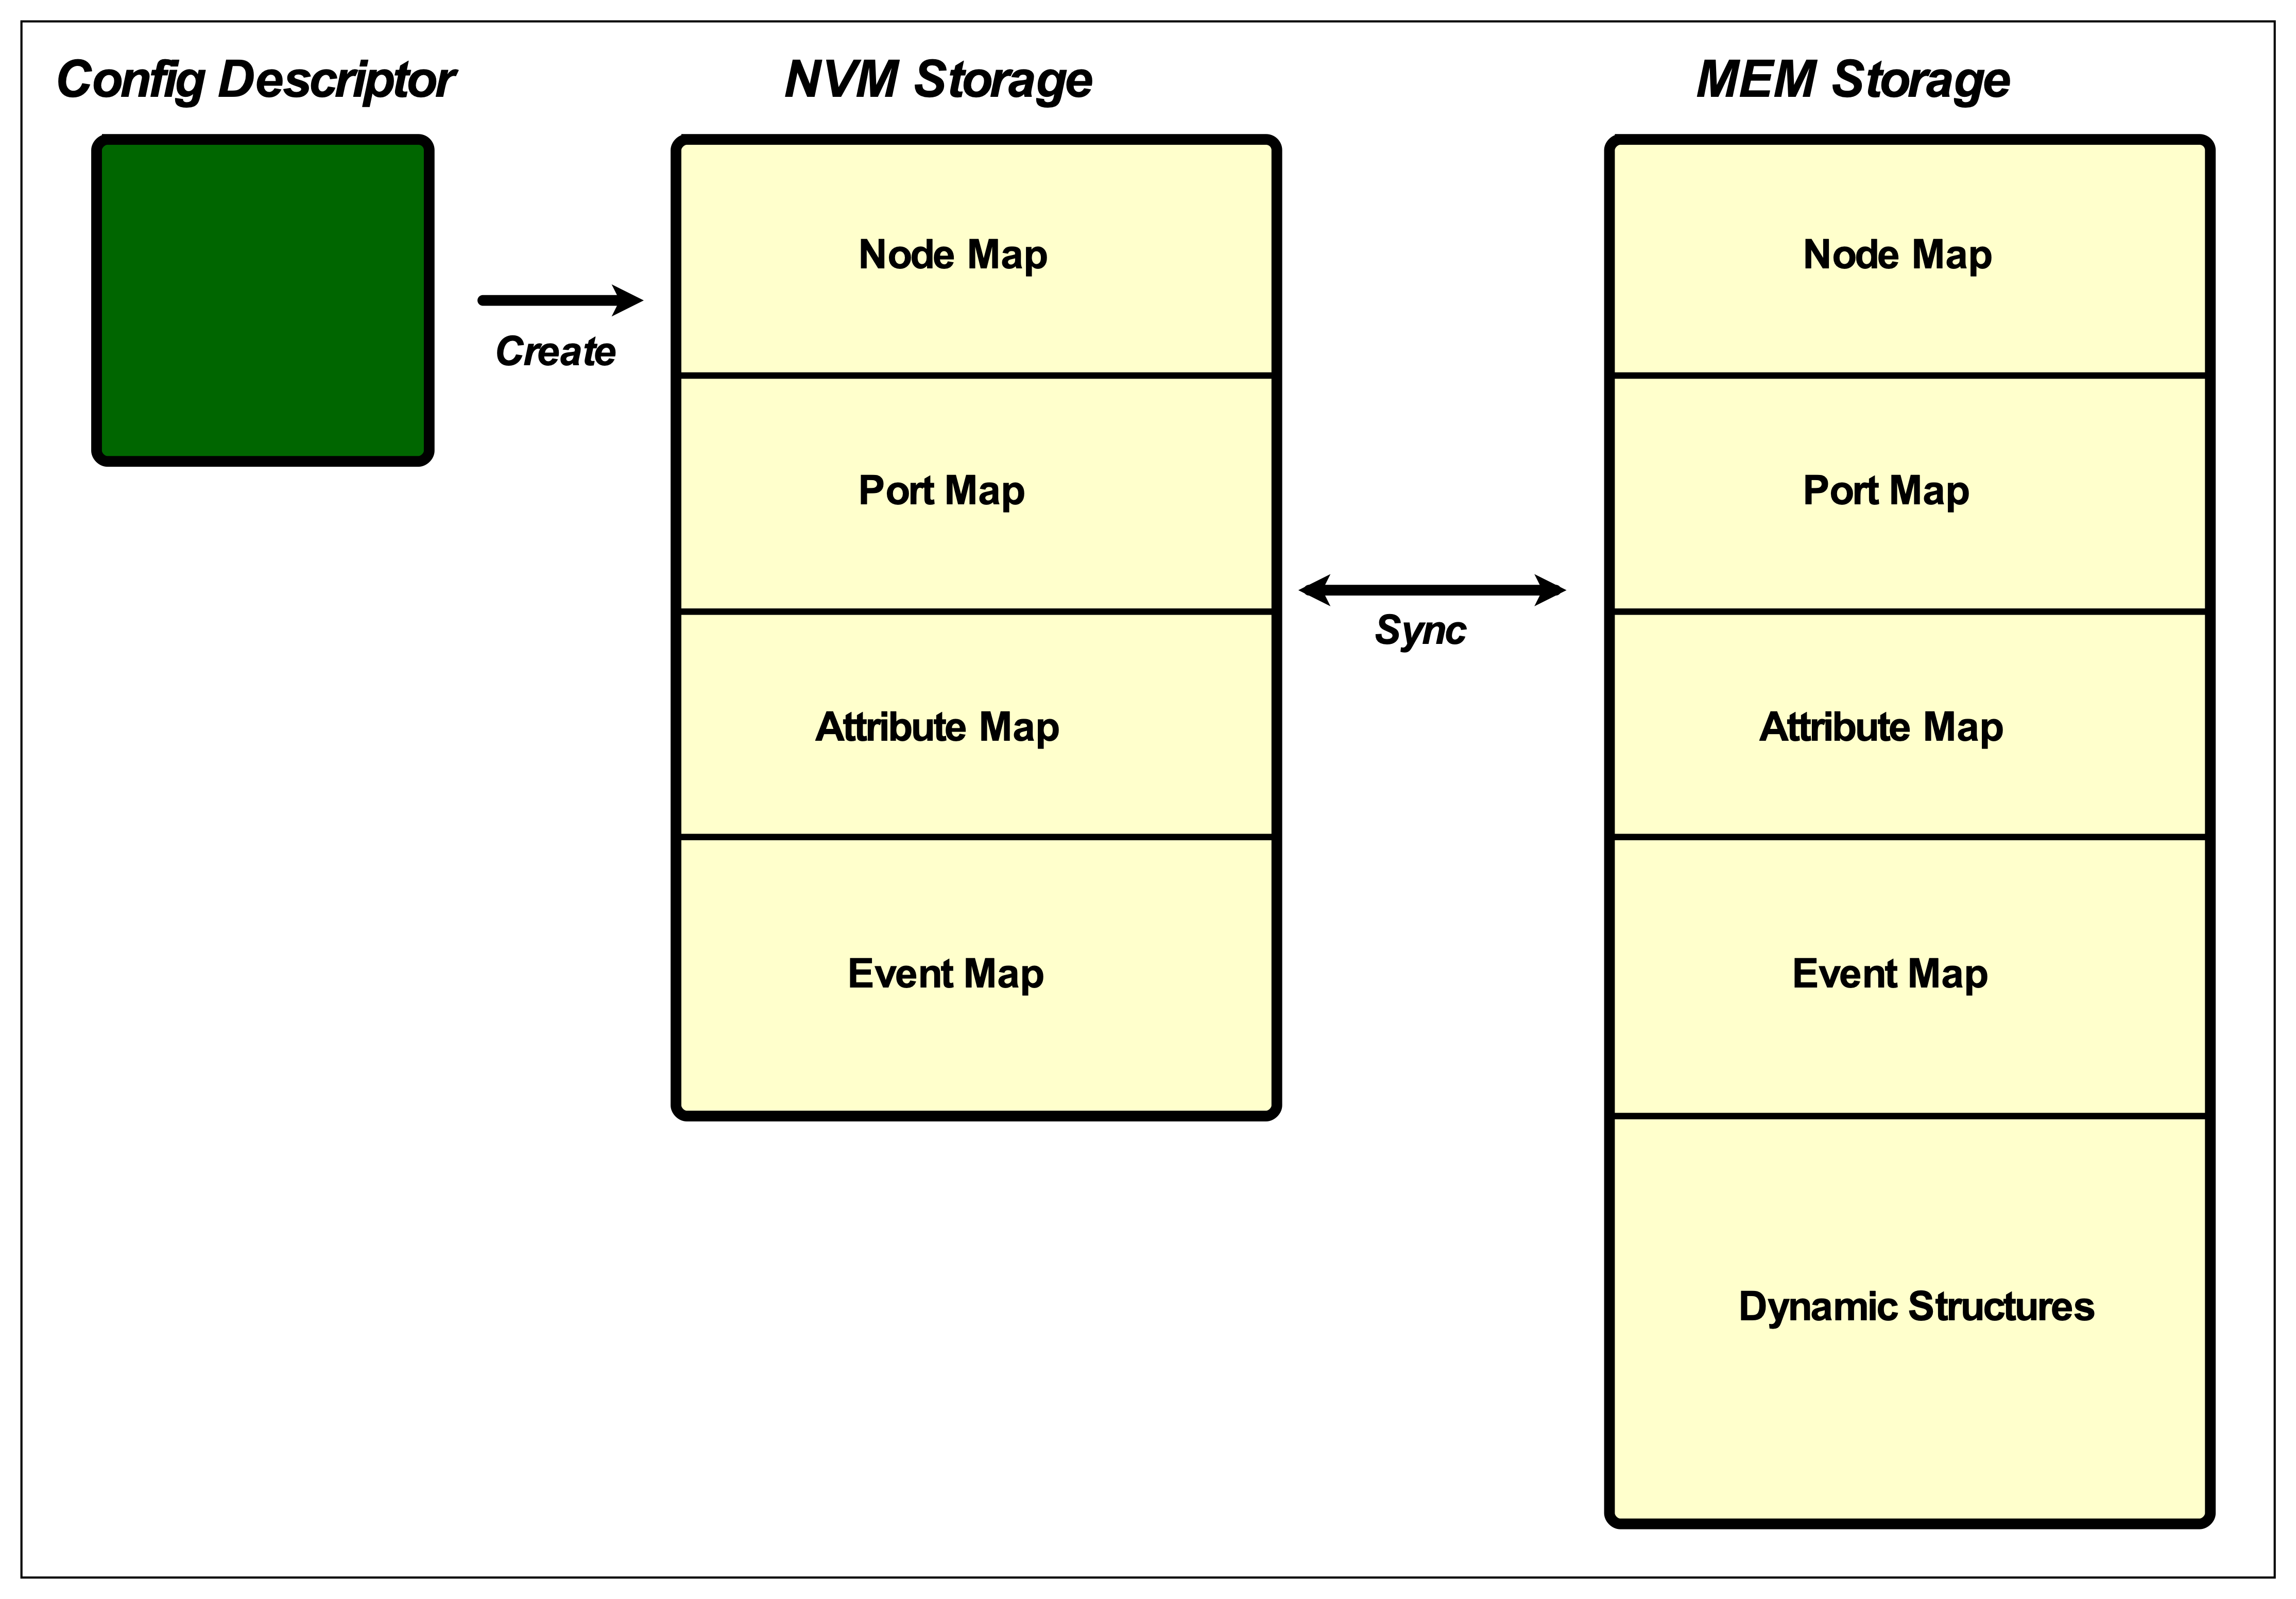 Config Descriptor
NVM Storage
MEM Storage
Create
Node Map
Port Map
Attribute Map
Event Map
Sync
Node Map
Port Map
Attribute Map
Event Map
Dynamic Structures